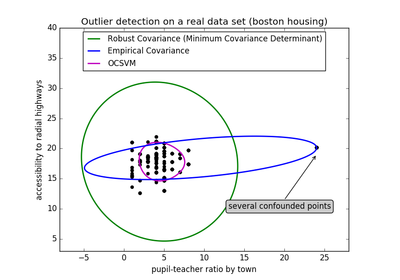 Outlier detection on a real data set (boston housing)
Robust Covariance (Minimum Covariance Determinant)
Empirical Covariance
OCSVM
accessibility to radial highways
40
35
30
25
20
15
10
5
several confounded points
-5
0
5
10
15
20
25
pupil-teacher ratio by town